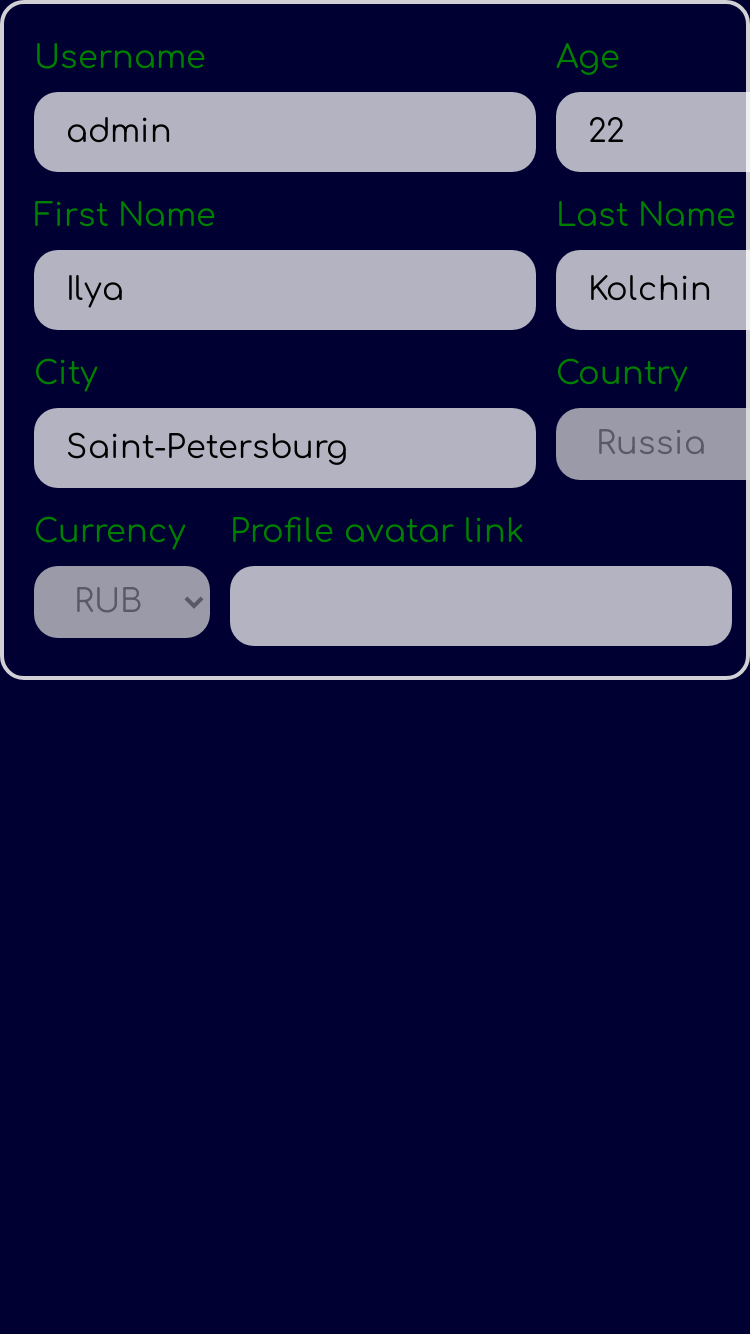 Username Age
admin 22
First Name Last Name
Ilya Kolchin
City Country
Saint-Petersburg Russia
Currency Profile avatar link
RUB